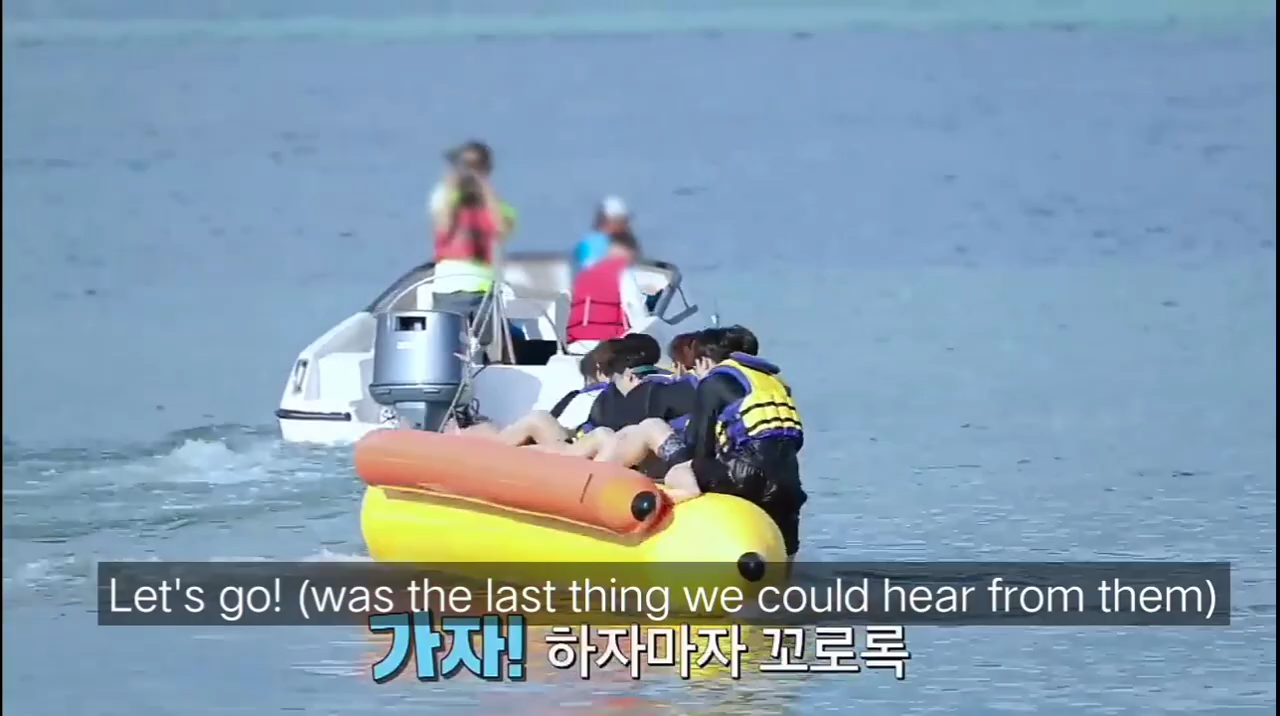 Let's go! (was the last thing we could hear from them)
가자! 하자마자 꼬로록